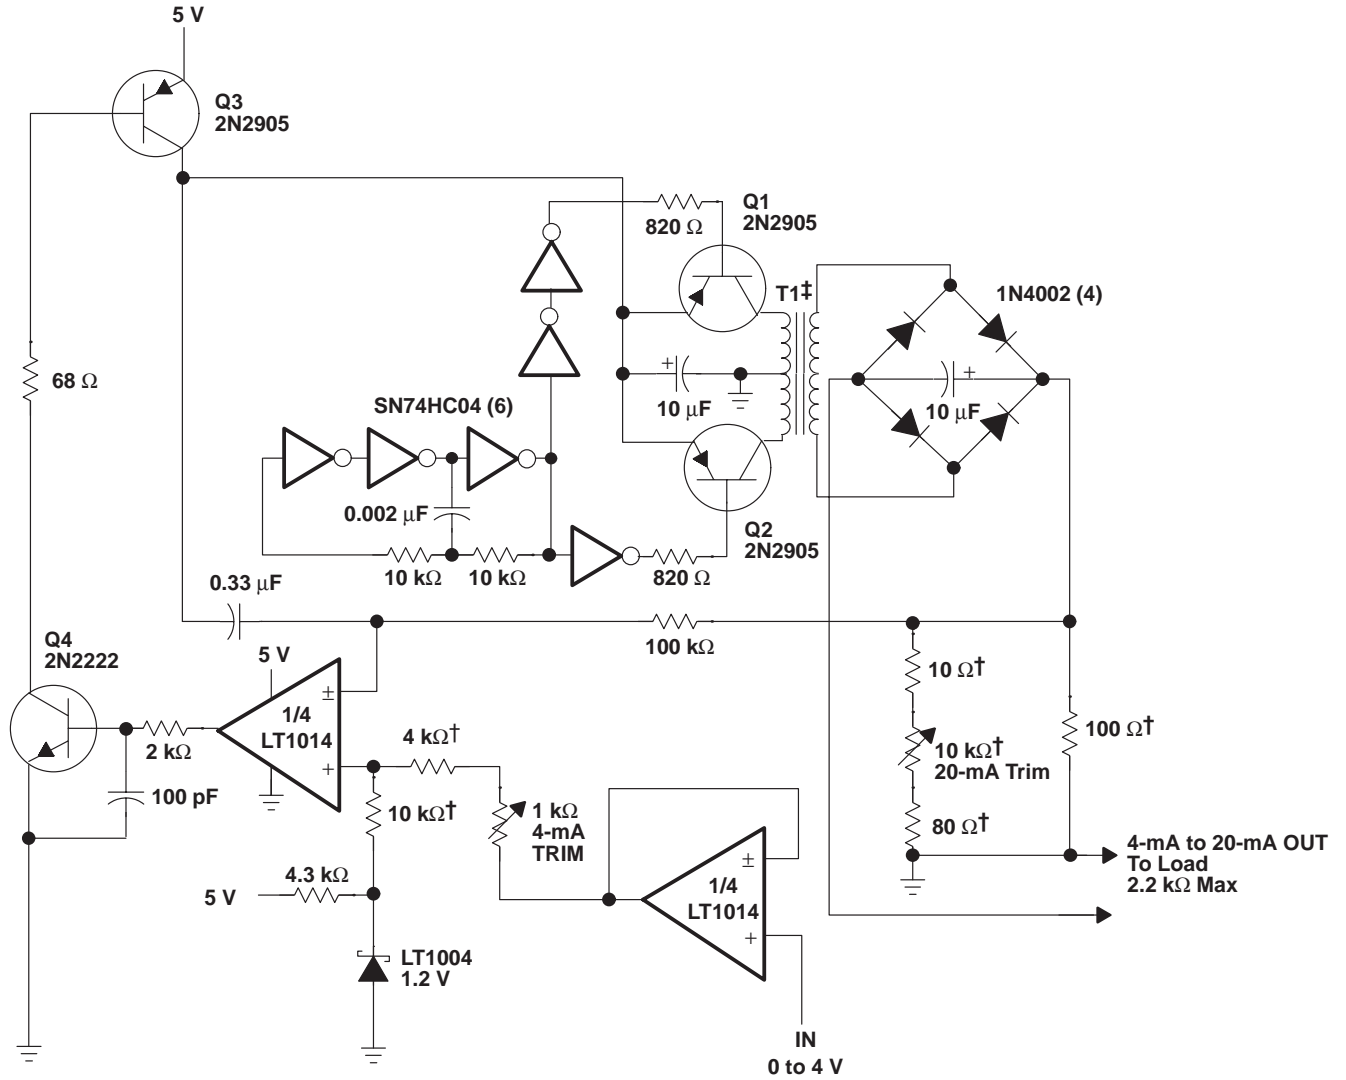 5 V
Q3
2N2905
Q1
2N2905
820 Ω
T1‡
1N4002 (4)
68 Ω
+
10 μF
+
10 μF
SN74HC04 (6)
0.002 μF
Q2
2N2905
10 kΩ
10 kΩ
820 Ω
0.33 μF
100 kΩ
Q4
2N2222
5 V
±
1/4
LT1014
+
2 kΩ
100 pF
4 kΩ†
10 kΩ†
10 Ω†
10 kΩ†
20-mA Trim
100 Ω†
80 Ω†
1 kΩ
4-mA
TRIM
4.3 kΩ
5 V
±
1/4
LT1014
+
4-mA to 20-mA OUT
To Load
2.2 kΩ Max
LT1004
1.2 V
IN
0 to 4 V